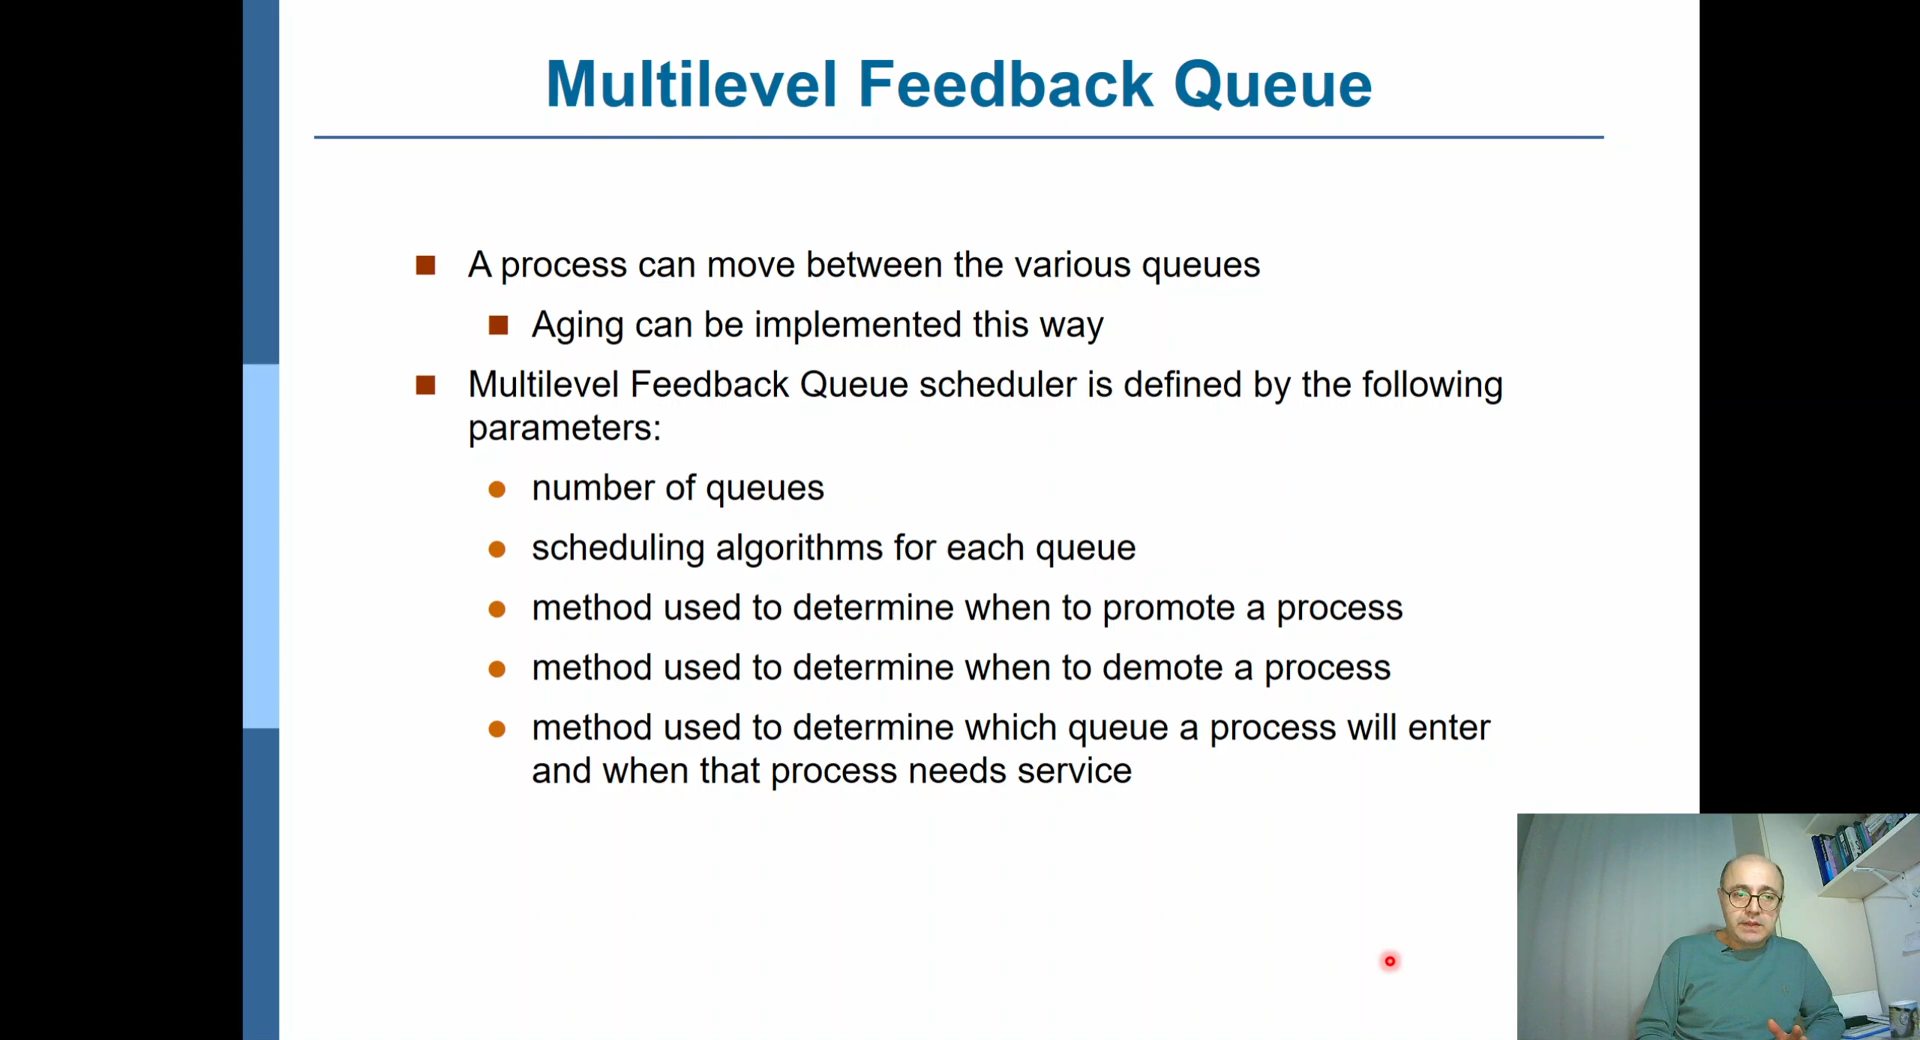 Multilevel Feedback Queue
A process can move between the various queues
Aging can be implemented this way
Multilevel Feedback Queue scheduler is defined by the following
parameters:
number of queues
scheduling algorithms for each queue
method used to determine when to promote a process
method used to determine when to demote a process
method used to determine which queue a process will enter
and when that process needs service